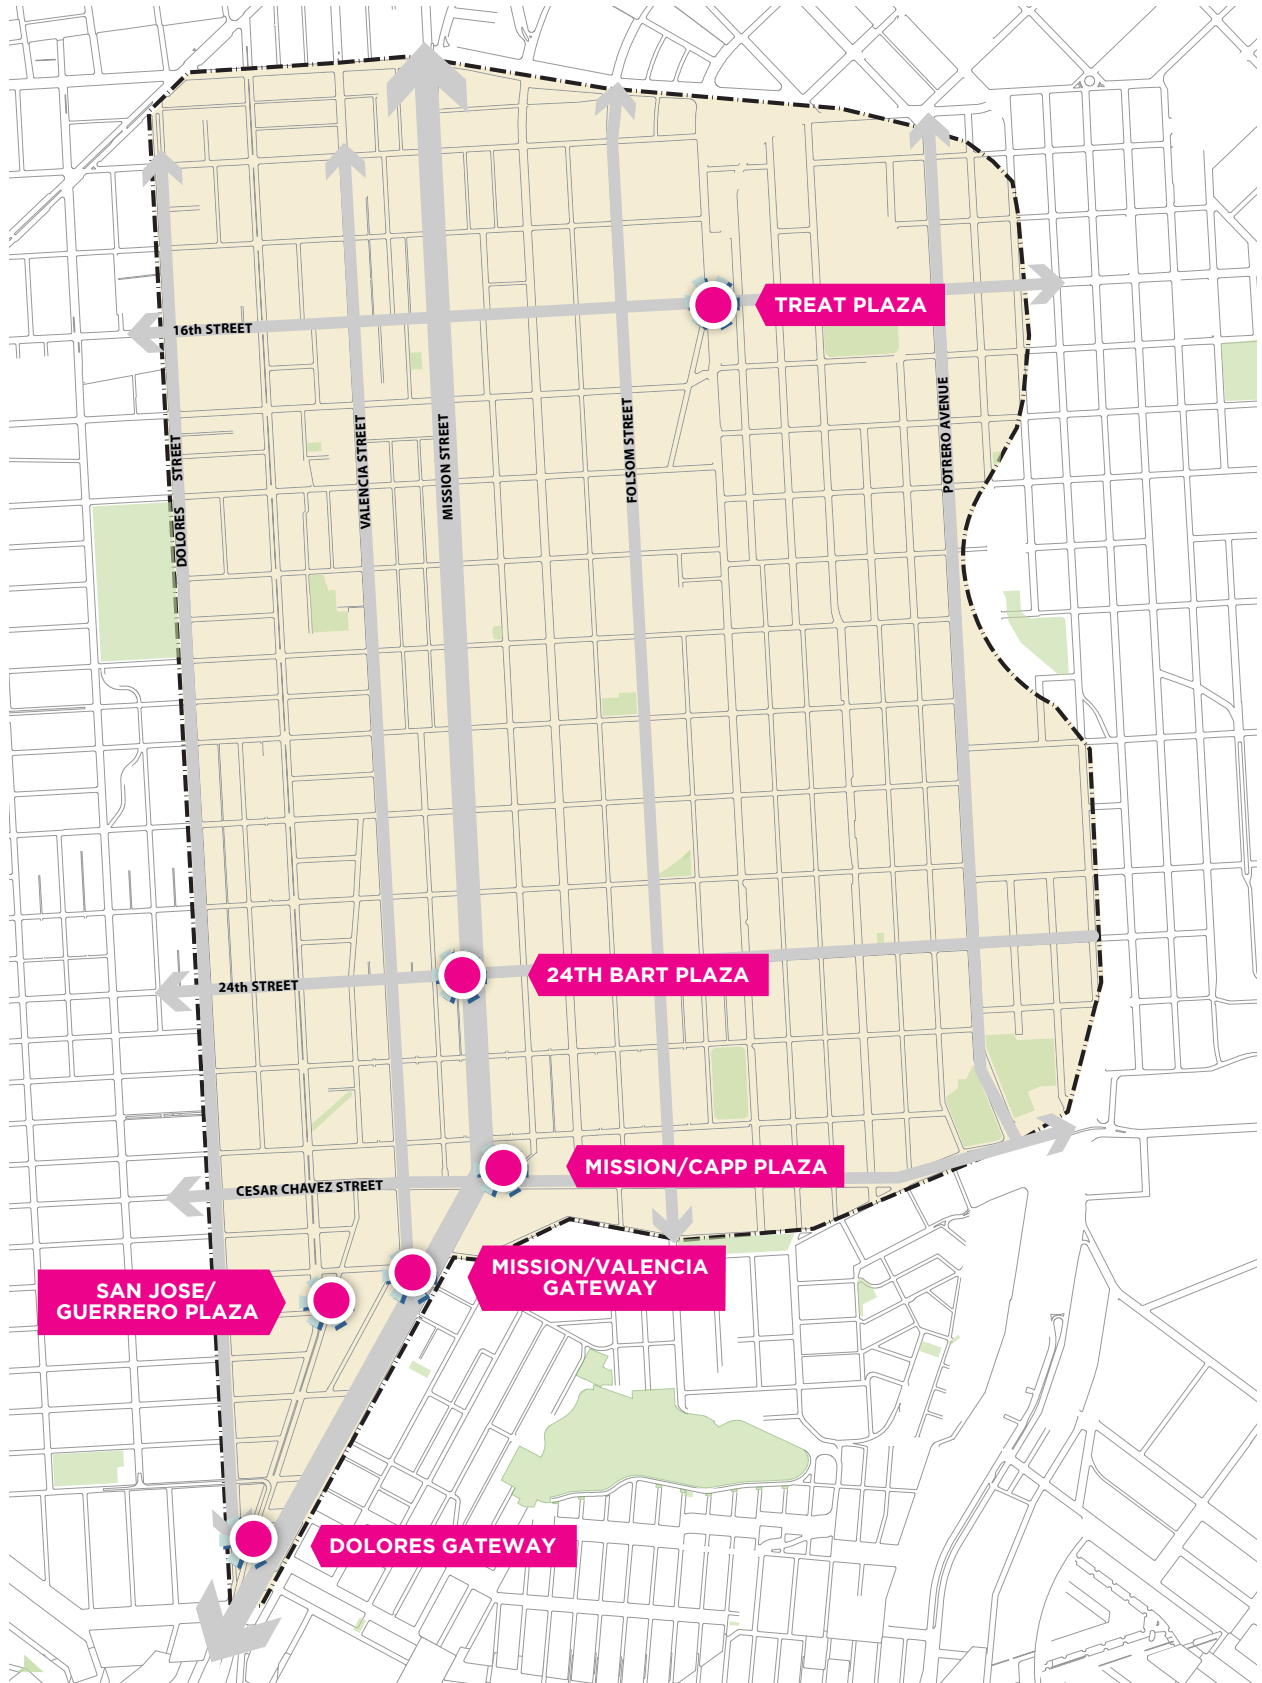 TREAT PLAZA
16th STREET
DOLORES STREET
VALENCIA STREET
MISSION STREET
FOLSOM STREET
POTRERO AVENUE
24TH BART PLAZA
24th STREET
MISSION/CAPP PLAZA
CESAR CHAVEZ STREET
MISSION/VALENCIA
GATEWAY
SAN JOSE/
GUERRERO PLAZA
DOLORES GATEWAY